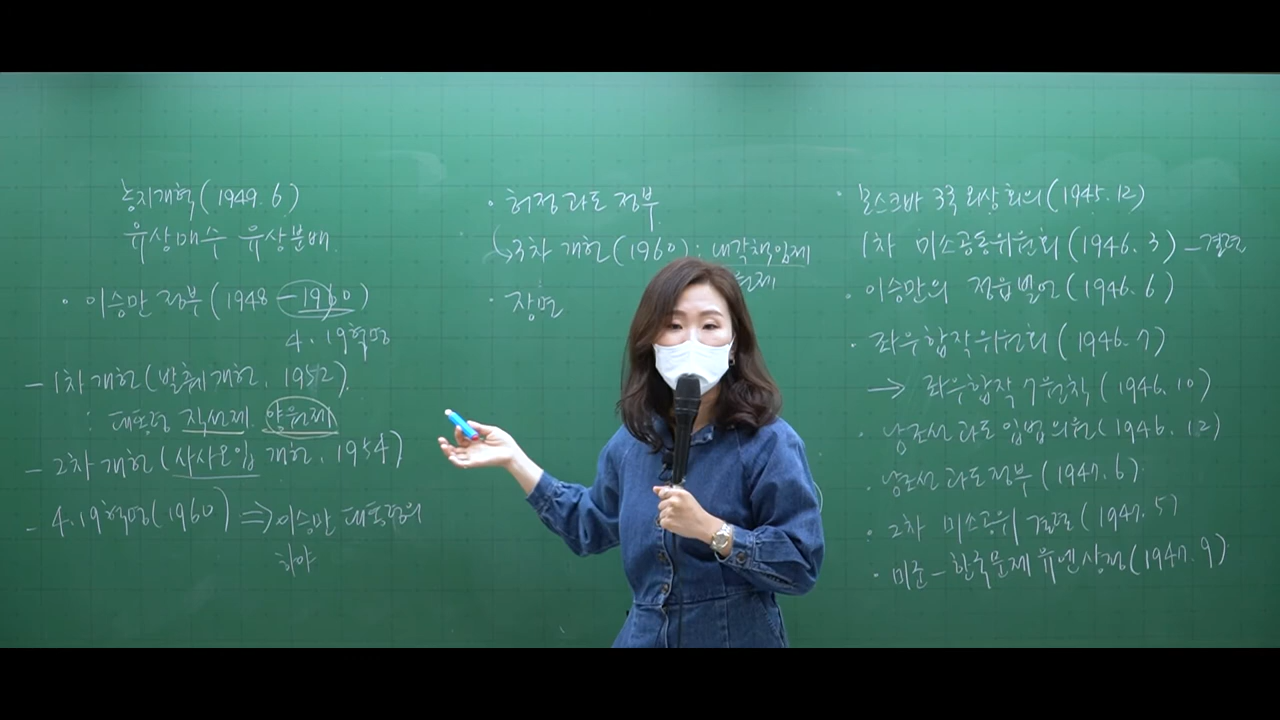 농지개혁(1949.6)
유상매수 유상분배
· 이승만 정부(1948-1960)
4.19혁명
- 1차 개헌(발췌개헌, 1952)
: 대통령 직선제 양원제
- 2차 개헌(사사오입 개헌, 1954)
- 4.19혁명(1960) ⇒ 이승만 대통령의
하야
· 허정 과도 정부
↳ 3차 개헌(1960): 내각책임제
원제
· 장면
· 모스크바 3국 외상 회의(1945.12)
1차 미소공동위원회(1946.3) - 결렬
· 이승만의 정읍발언(1946.6)
· 좌우합작위원회(1946.7)
→ 좌우합작 7원칙(1946.10)
· 남조선 과도 입법 의원(1946.12)
· 남조선 과도정부(1947.6)
· 2차 미소공위 결렬(1947.5)
· 미군 - 한국문제 유엔상정(1947.9)